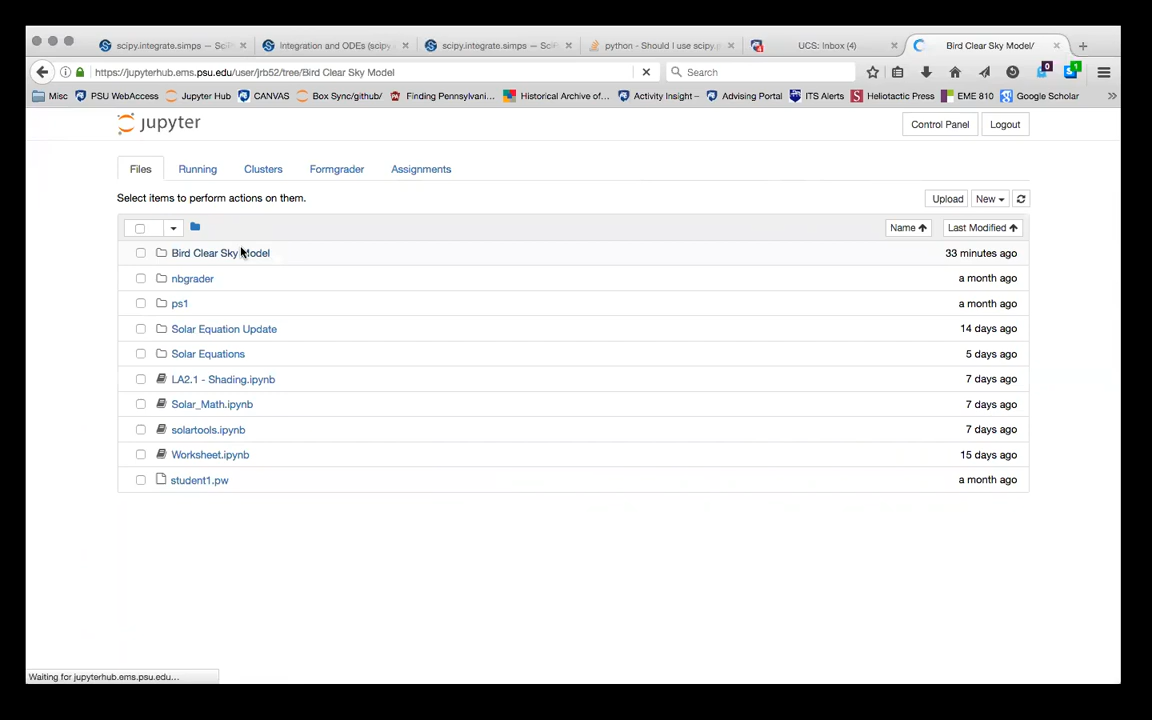 scipy.integrate.simps — SciF
Integration and ODEs (scipy.
scipy.integrate.simps — SciF
python - Should I use scipy.p
UCS: Inbox (4)
Bird Clear Sky Model/
https://jupyterhub.ems.psu.edu/user/jrb52/tree/Bird Clear Sky Model
Search
0
1
Misc
PSU WebAccess
Jupyter Hub
CANVAS
Box Sync/github/
Finding Pennsylvani...
Historical Archive of...
Activity Insight –
Advising Portal
ITS Alerts
Heliotactic Press
EME 810
Google Scholar
jupyter
Control Panel
Logout
Files
Running
Clusters
Formgrader
Assignments
Select items to perform actions on them.
Upload
New
Name
Last Modified
Bird Clear Sky Model
33 minutes ago
nbgrader
a month ago
ps1
a month ago
Solar Equation Update
14 days ago
Solar Equations
5 days ago
LA2.1 - Shading.ipynb
7 days ago
Solar_Math.ipynb
7 days ago
solartools.ipynb
7 days ago
Worksheet.ipynb
15 days ago
student1.pw
a month ago
Waiting for jupyterhub.ems.psu.edu...